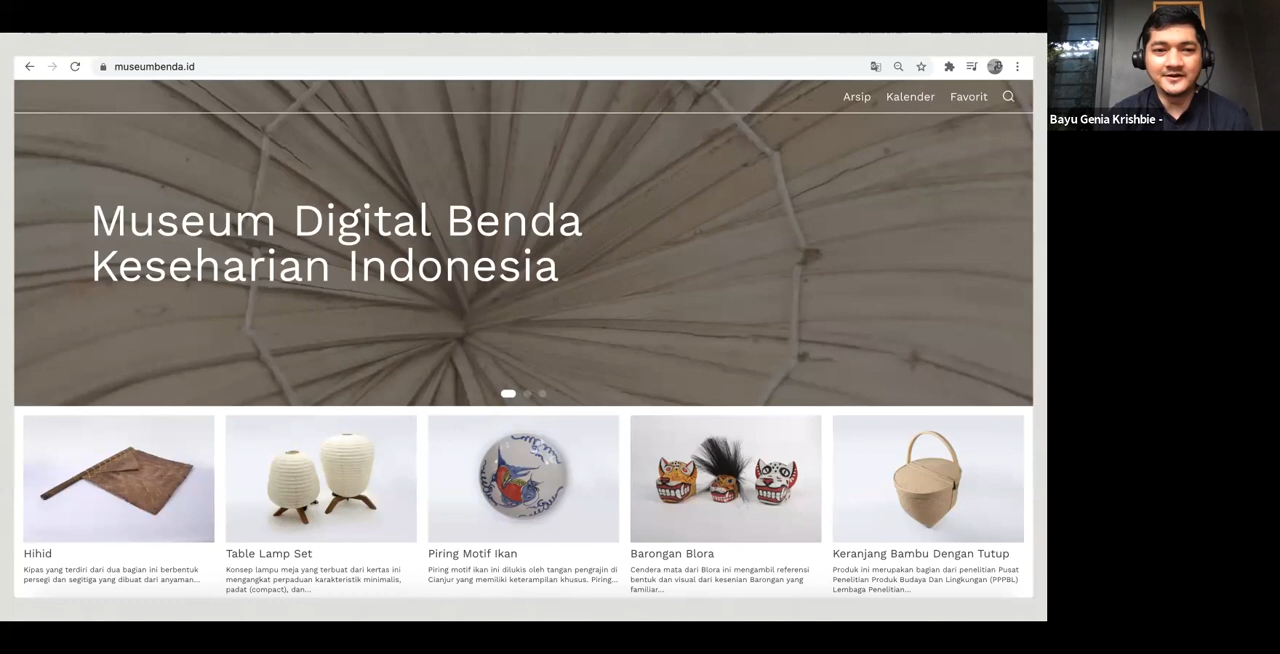 museumbenda.id
Arsip Kalender Favorit
Bayu Genia Krishbie -
Museum Digital Benda
Keseharian Indonesia
Hihid
Kipas yang terdiri dari dua bagian ini berbentuk
persegi dan segitiga yang dibuat dari anyaman...
Table Lamp Set
Konsep lampu meja yang terbuat dari kertas ini
mengangkat perpaduan karakteristik minimalis,
padat (compact), dan...
Piring Motif Ikan
Piring motif ikan ini dilukis oleh tangan pengrajin di
Cianjur yang memiliki keterampilan khusus. Piring...
Barongan Blora
Cendera mata dari Blora ini mengambil referensi
bentuk dan visual dari kesenian Barongan yang
familiar...
Keranjang Bambu Dengan Tutup
Produk ini merupakan bagian dari penelitian Pusat
Penelitian Produk Budaya Dan Lingkungan (PPPBL)
Lembaga Penelitian...